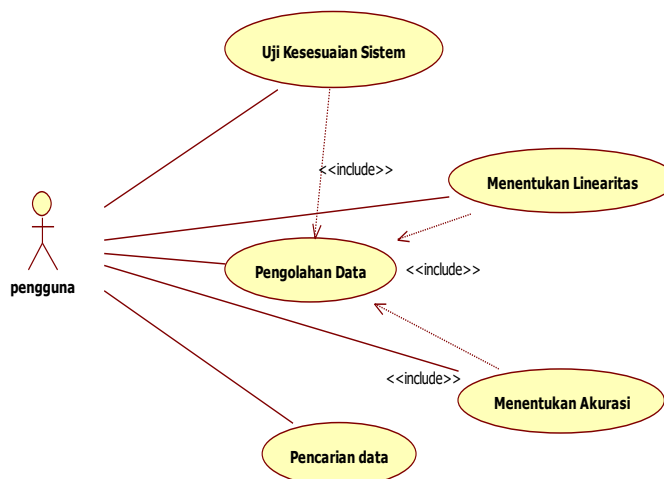 Uji Kesesuaian Sistem
<<include>>
Menentukan Linearitas
Pengolahan Data
<<include>>
pengguna
<<include>>
Menentukan Akurasi
Pencarian data